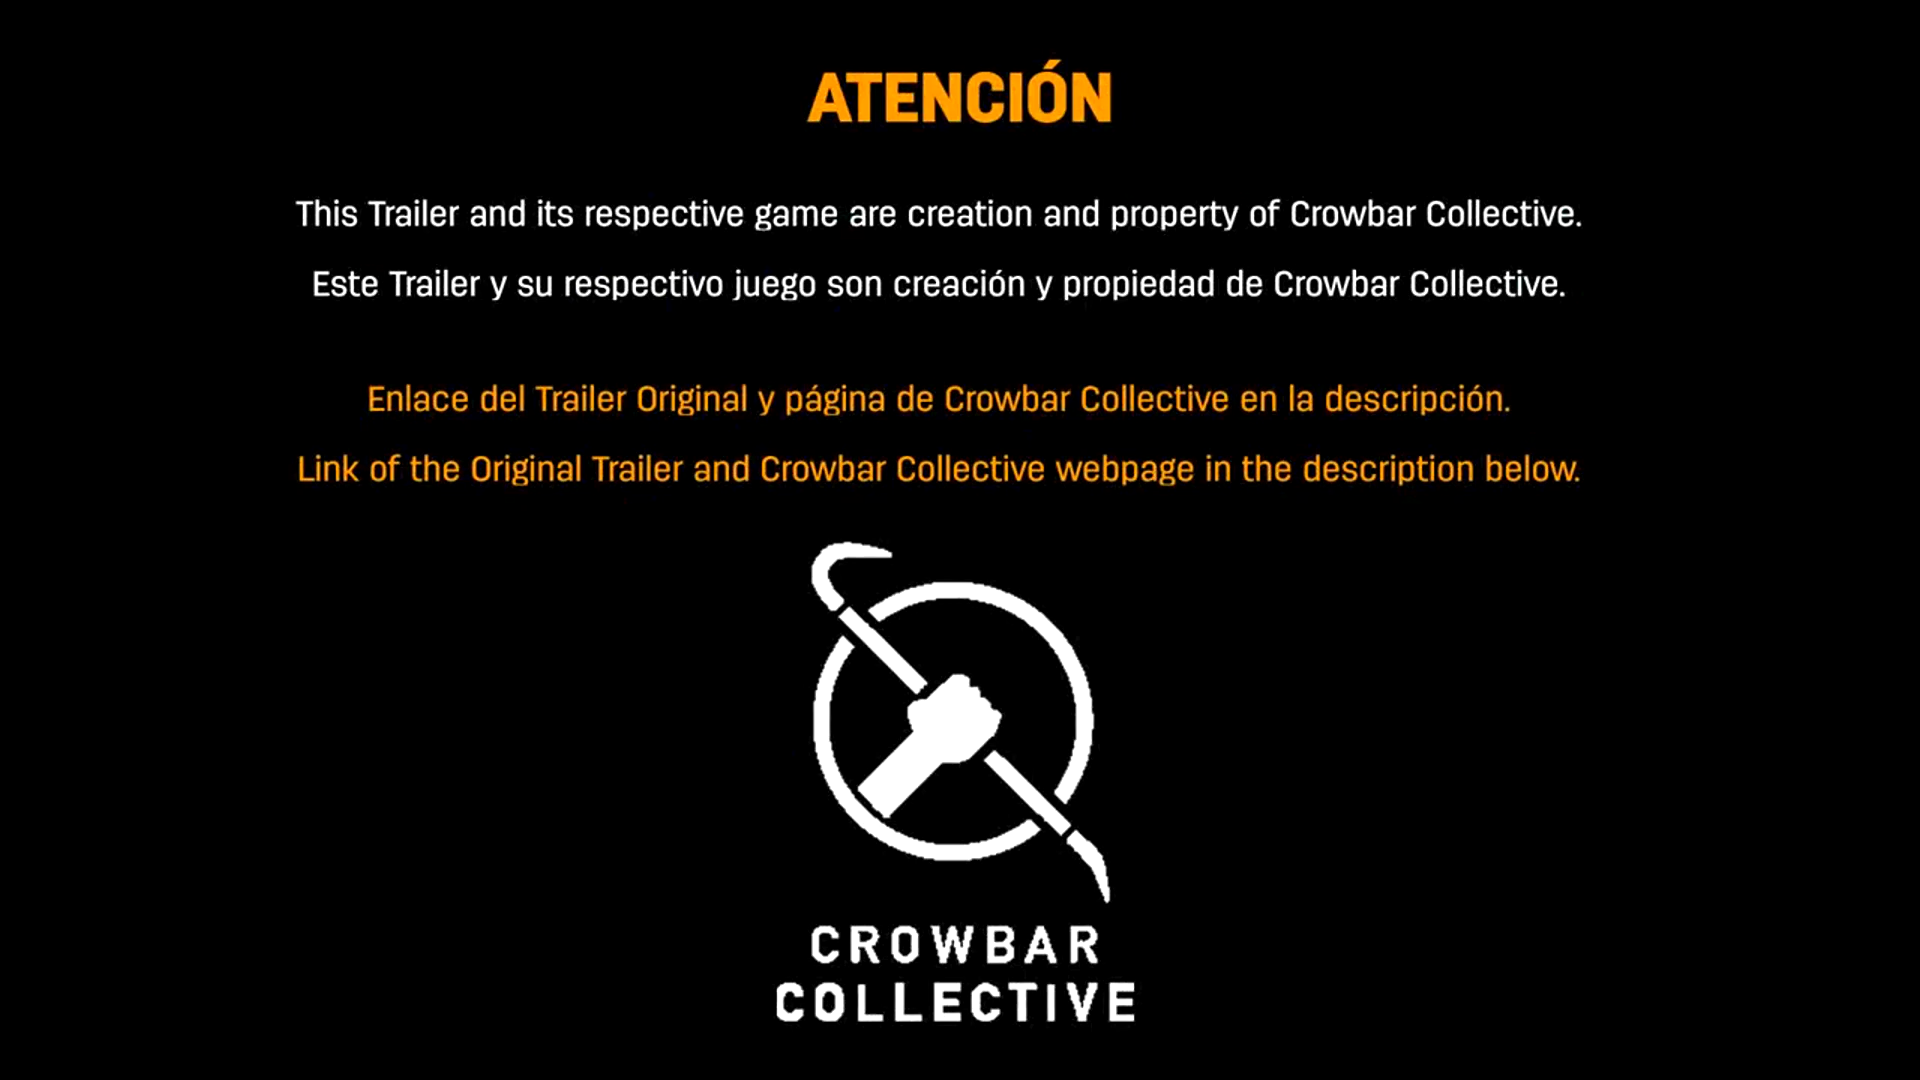 ATENCIÓN
This Trailer and its respective game are creation and property of Crowbar Collective.
Este Trailer y su respectivo juego son creación y propiedad de Crowbar Collective.
Enlace del Trailer Original y página de Crowbar Collective en la descripción.
Link of the Original Trailer and Crowbar Collective webpage in the description below.
CROWBAR
COLLECTIVE